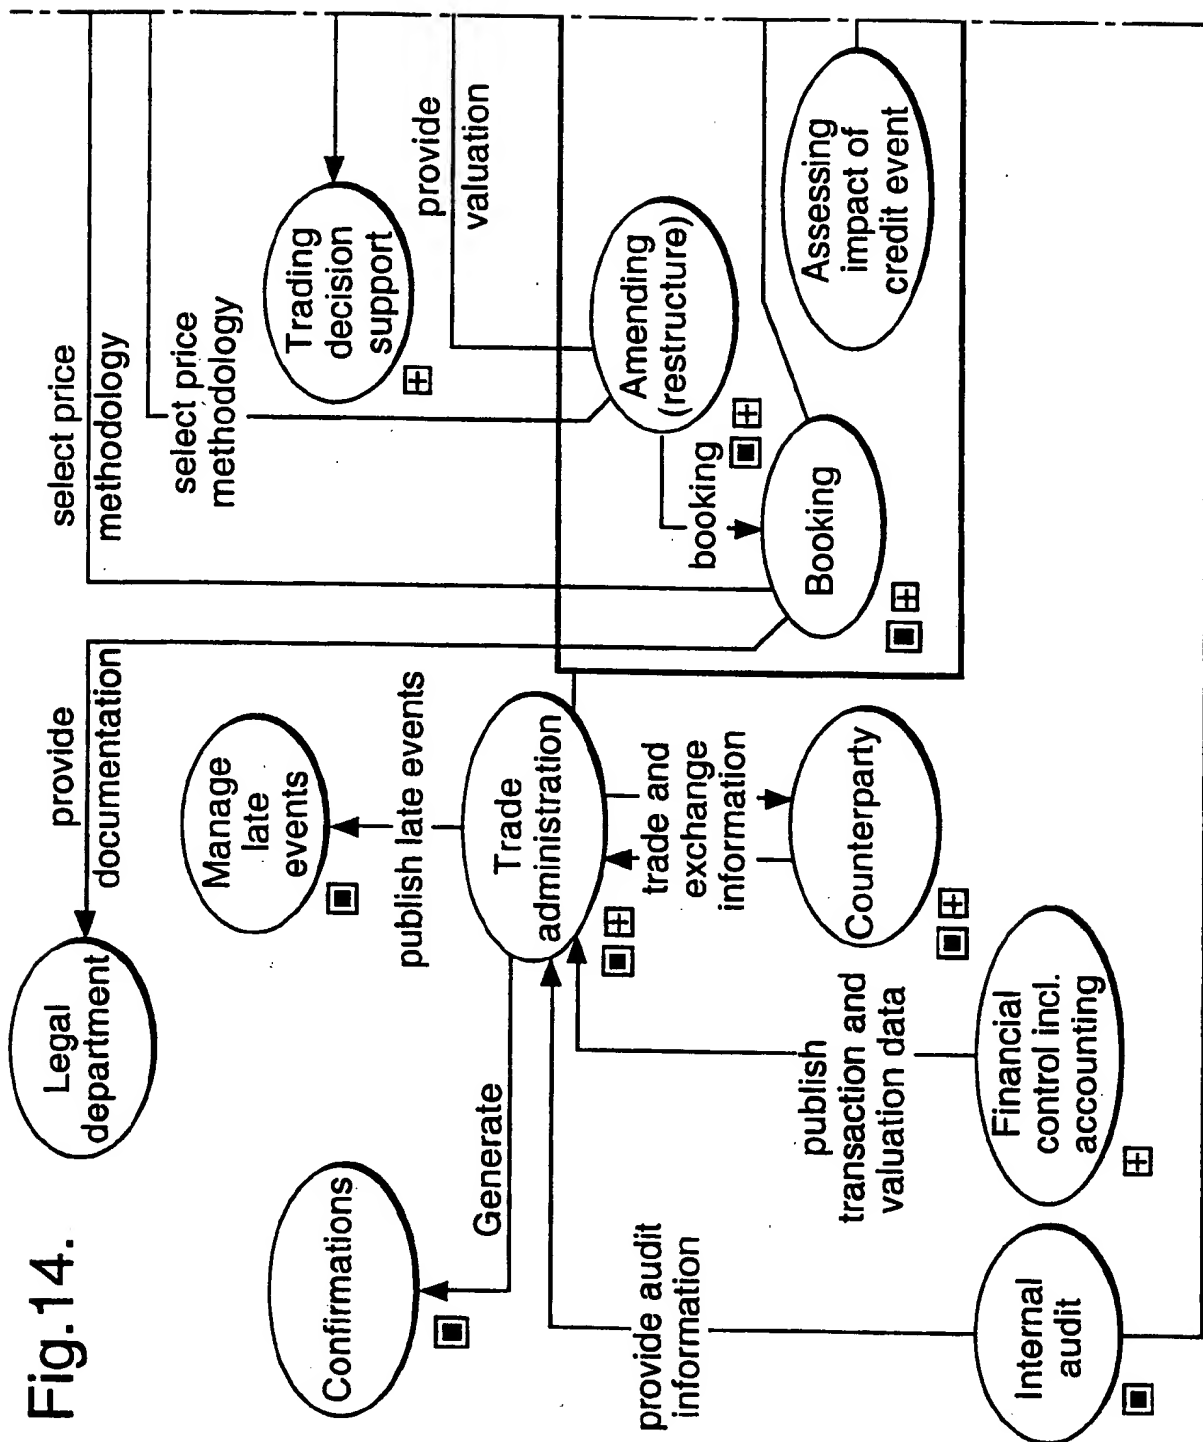 Fig.14.
Legal
department
provide
documentation
select price
methodology
select price
methodology
Confirmations
Generate
Manage
late
events
publish late events
Trading
decision
support
provide
valuation
Trade
administration
Amending
(restructure)
booking
provide audit
information
publish
transaction and
valuation data
trade and
exchange
information
Booking
Assessing
impact of
credit event
Counterparty
Internal
audit
Financial
control incl.
accounting